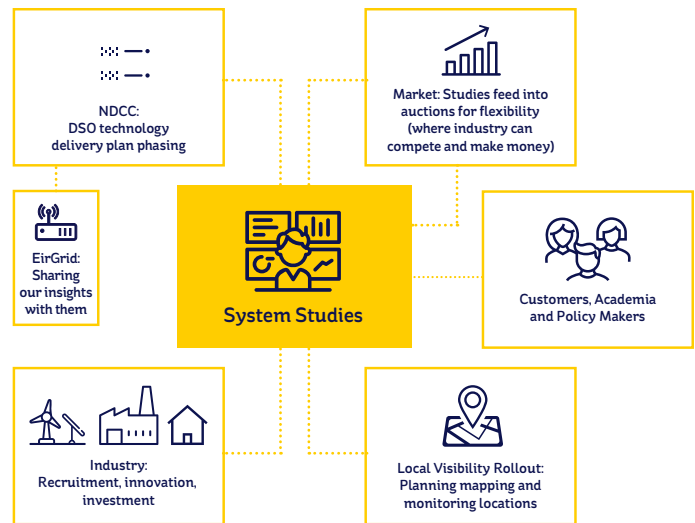 NDCC:
DSO technology
delivery plan phasing
Market: Studies feed into
auctions for flexibility
(where industry can
compete and make money)
EirGrid:
Sharing
our insights
with them
System Studies
Customers, Academia
and Policy Makers
Industry:
Recruitment, innovation,
investment
Local Visibility Rollout:
Planning mapping and
monitoring locations